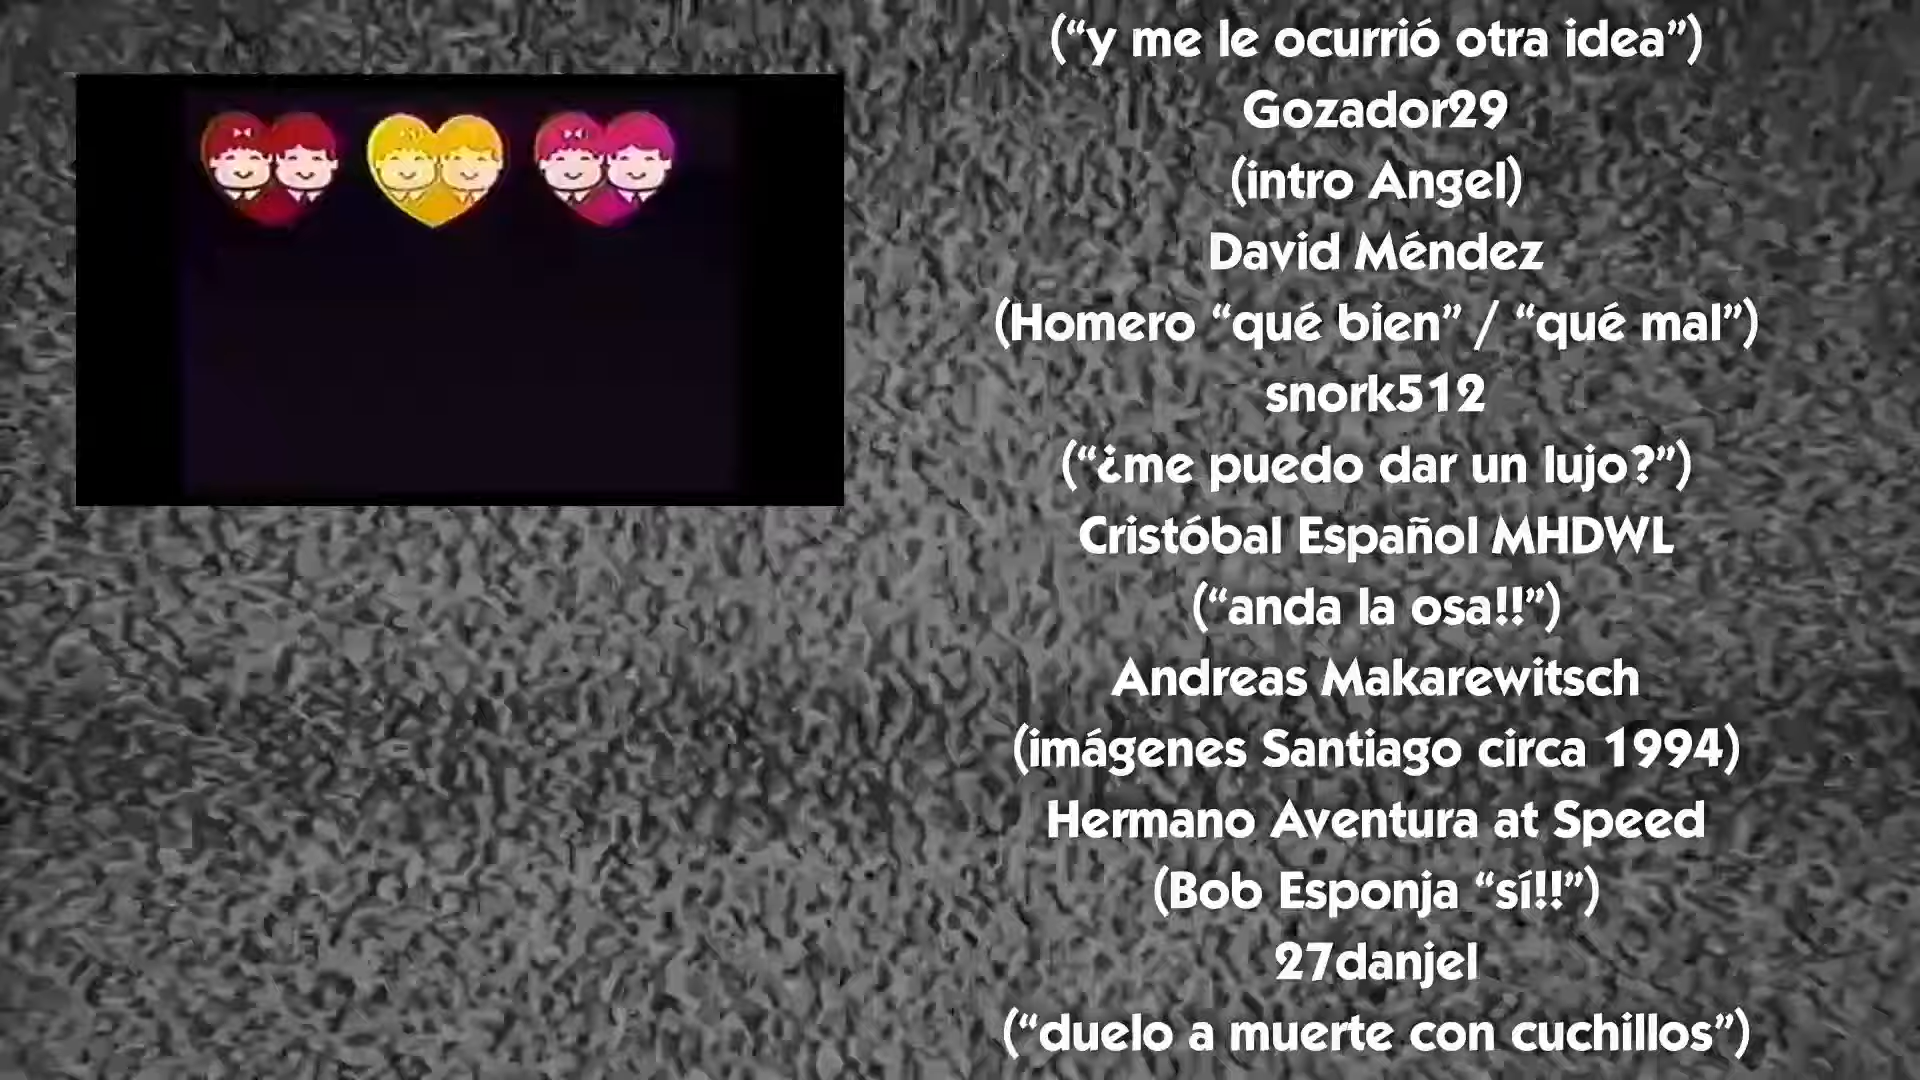 (“y me le ocurrió otra idea”)
Gozador29
(intro Angel)
David Méndez
(Homero “qué bien” / “qué mal”)
snork512
(“¿me puedo dar un lujo?”)
Cristóbal Español MHDWL
(“anda la osa!!”)
Andreas Makarewitsch
(imágenes Santiago circa 1994)
Hermano Aventura at Speed
(Bob Esponja “sí!!”)
27danjel
(“duelo a muerte con cuchillos”)